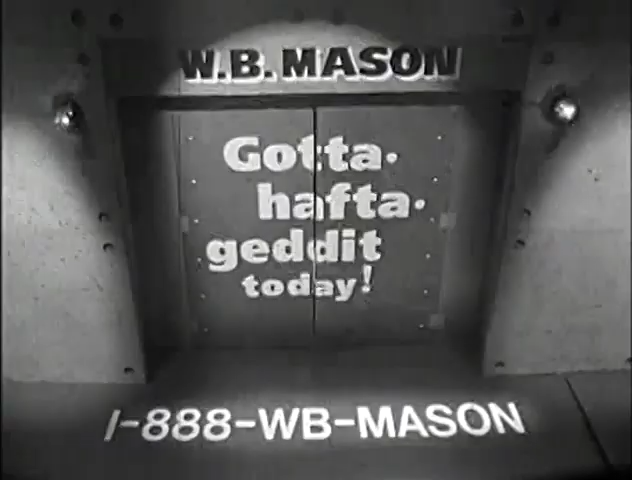 W.B. MASON
Gotta·
hafta·
geddit
today!
1-888-WB-MASON